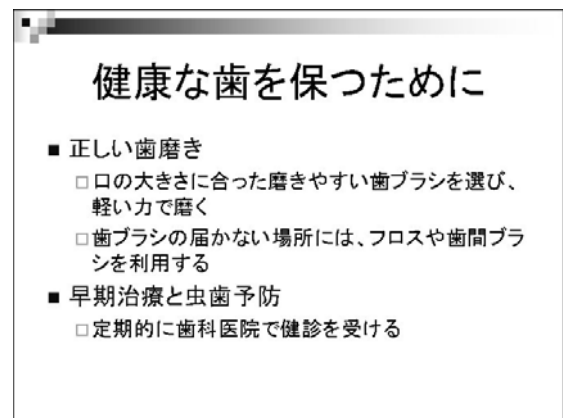 健康な歯を保つために
■ 正しい歯磨き
□口の大きさに合った磨きやすい歯ブラシを選び、
軽い力で磨く
□歯ブラシの届かない場所には、フロスや歯間ブラ
シを利用する
■ 早期治療と虫歯予防
□定期的に歯科医院で健診を受ける